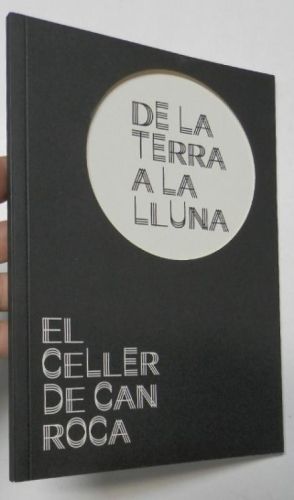 DE LA
TERRA
A LA
LLUNA
EL
CELLER
DE CAN
ROCA